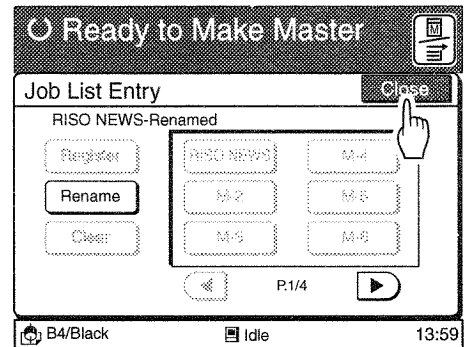 Ready to Make Master
Job List Entry
Close
RISO NEWS-Renamed
Register
RISO NEWS
M-4
Rename
M-2
M-5
Clear
M-6
P.1/4
B4/Black
Idle
13:59